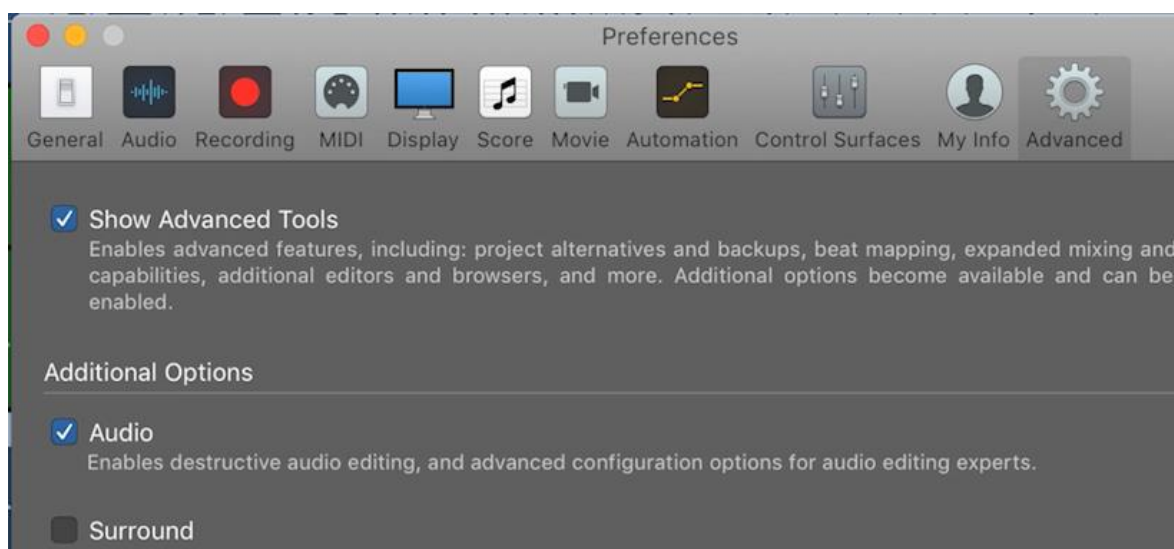 Preferences
General Audio Recording MIDI Display Score Movie Automation Control Surfaces My Info Advanced
Show Advanced Tools
Enables advanced features, including: project alternatives and backups, beat mapping, expanded mixing and
capabilities, additional editors and browsers, and more. Additional options become available and can be
enabled.
Additional Options
Audio
Enables destructive audio editing, and advanced configuration options for audio editing experts.
Surround